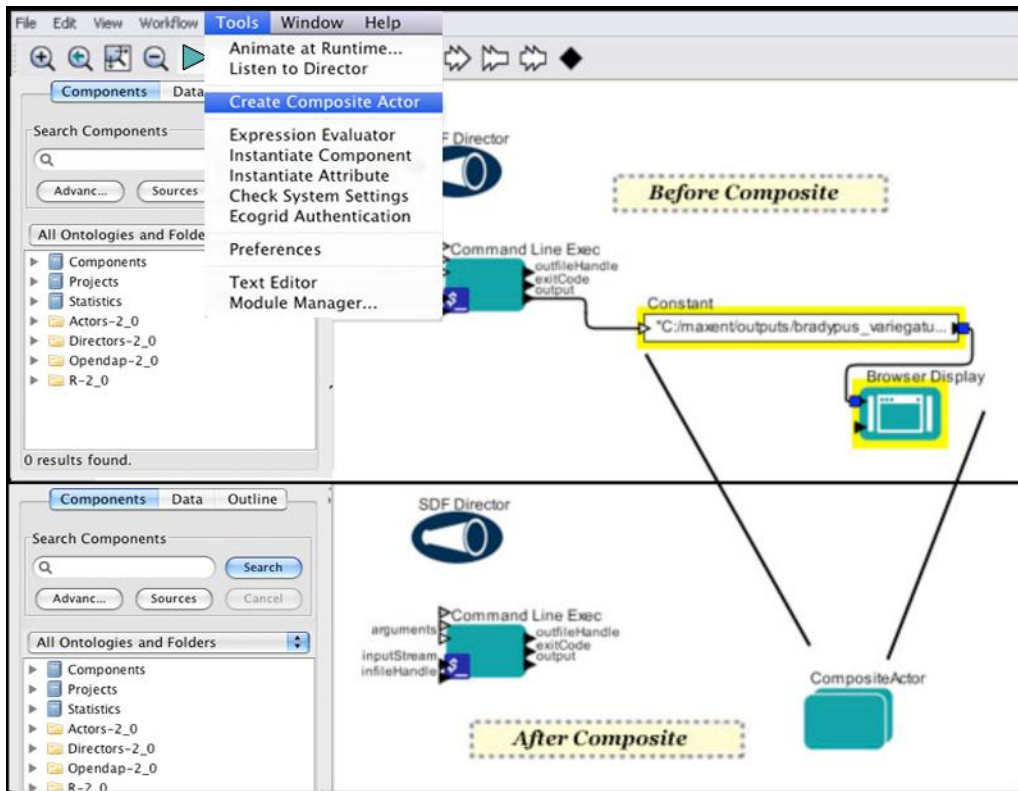 File Edit View Workflow Tools Window Help
Animate at Runtime...
Listen to Director
Create Composite Actor
Expression Evaluator
Instantiate Component
Instantiate Attribute
Check System Settings
Ecogrid Authentication
Preferences
Text Editor
Module Manager...
Components Data
Search Components
Advanc... Sources
All Ontologies and Folde
Components
Projects
Statistics
Actors-2_0
Directors-2_0
Opendap-2_0
R-2_0
0 results found.
F Director
Before Composite
Command Line Exec
outfileHandle
exitCode
output
$_
Constant
"C:/maxent/outputs/bradypus_variegatu...
Browser Display
Components Data Outline
Search Components
Search
Advanc... Sources Cancel
All Ontologies and Folders
Components
Projects
Statistics
Actors-2_0
Directors-2_0
Opendap-2_0
R-2_0
SDF Director
Command Line Exec
arguments
inputStream
infileHandle
$_
outfileHandle
exitCode
output
CompositeActor
After Composite